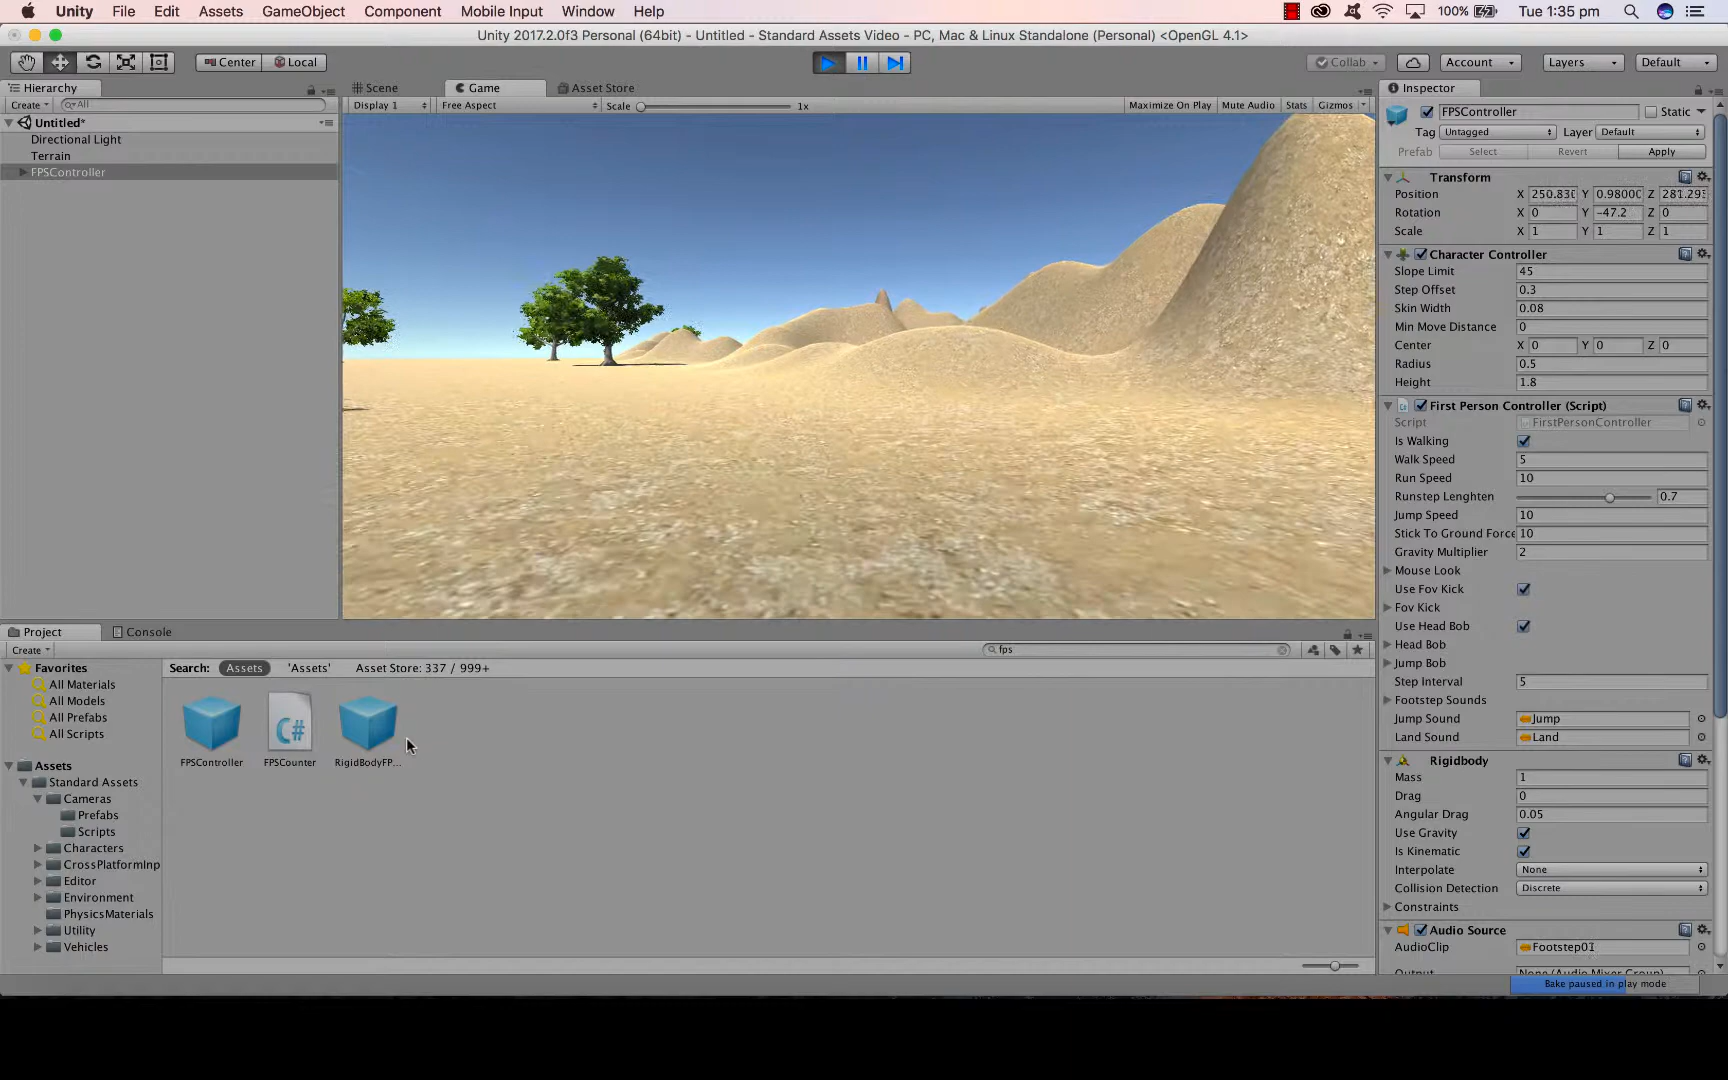 Unity File Edit Assets GameObject Component Mobile Input Window Help 100% Tue 1:35 pm
Unity 2017.2.0f3 Personal (64bit) - Untitled - Standard Assets Video - PC, Mac & Linux Standalone (Personal) <OpenGL 4.1>
Center Local Collab Account Layers Default
Hierarchy Scene Game Asset Store Inspector
Create All Display 1 Free Aspect Scale 1x Maximize On Play Mute Audio Stats Gizmos
FPSController Static
Untitled*
Tag Untagged Layer Default
Directional Light
Prefab Select Revert Apply
Terrain
FPSController
Transform
Position X 250.83 Y 0.9800 Z 281.29
Rotation X 0 Y -47.2 Z 0
Scale X 1 Y 1 Z 1
Character Controller
Slope Limit 45
Step Offset 0.3
Skin Width 0.08
Min Move Distance 0
Center X 0 Y 0 Z 0
Radius 0.5
Height 1.8
First Person Controller (Script)
Script FirstPersonController
Is Walking
Walk Speed 5
Run Speed 10
Runstep Lenghten 0.7
Jump Speed 10
Stick To Ground Force 10
Gravity Multiplier 2
Mouse Look
Use Fov Kick
Fov Kick
Use Head Bob
Head Bob
Jump Bob
Step Interval 5
Footstep Sounds
Jump Sound Jump
Land Sound Land
Rigidbody
Mass 1
Drag 0
Angular Drag 0.05
Use Gravity
Is Kinematic
Interpolate None
Collision Detection Discrete
Constraints
Audio Source
AudioClip Footstep01
Output None (Audio Mixer Group)
Bake paused in play mode
Project Console
Create fps
Favorites
All Materials
All Models
All Prefabs
All Scripts
Assets
Standard Assets
Cameras
Prefabs
Scripts
Characters
CrossPlatformInp
Editor
Environment
PhysicsMaterials
Utility
Vehicles
Search: Assets 'Assets' Asset Store: 337 / 999+
C#
FPSController FPSCounter RigidBodyFP...